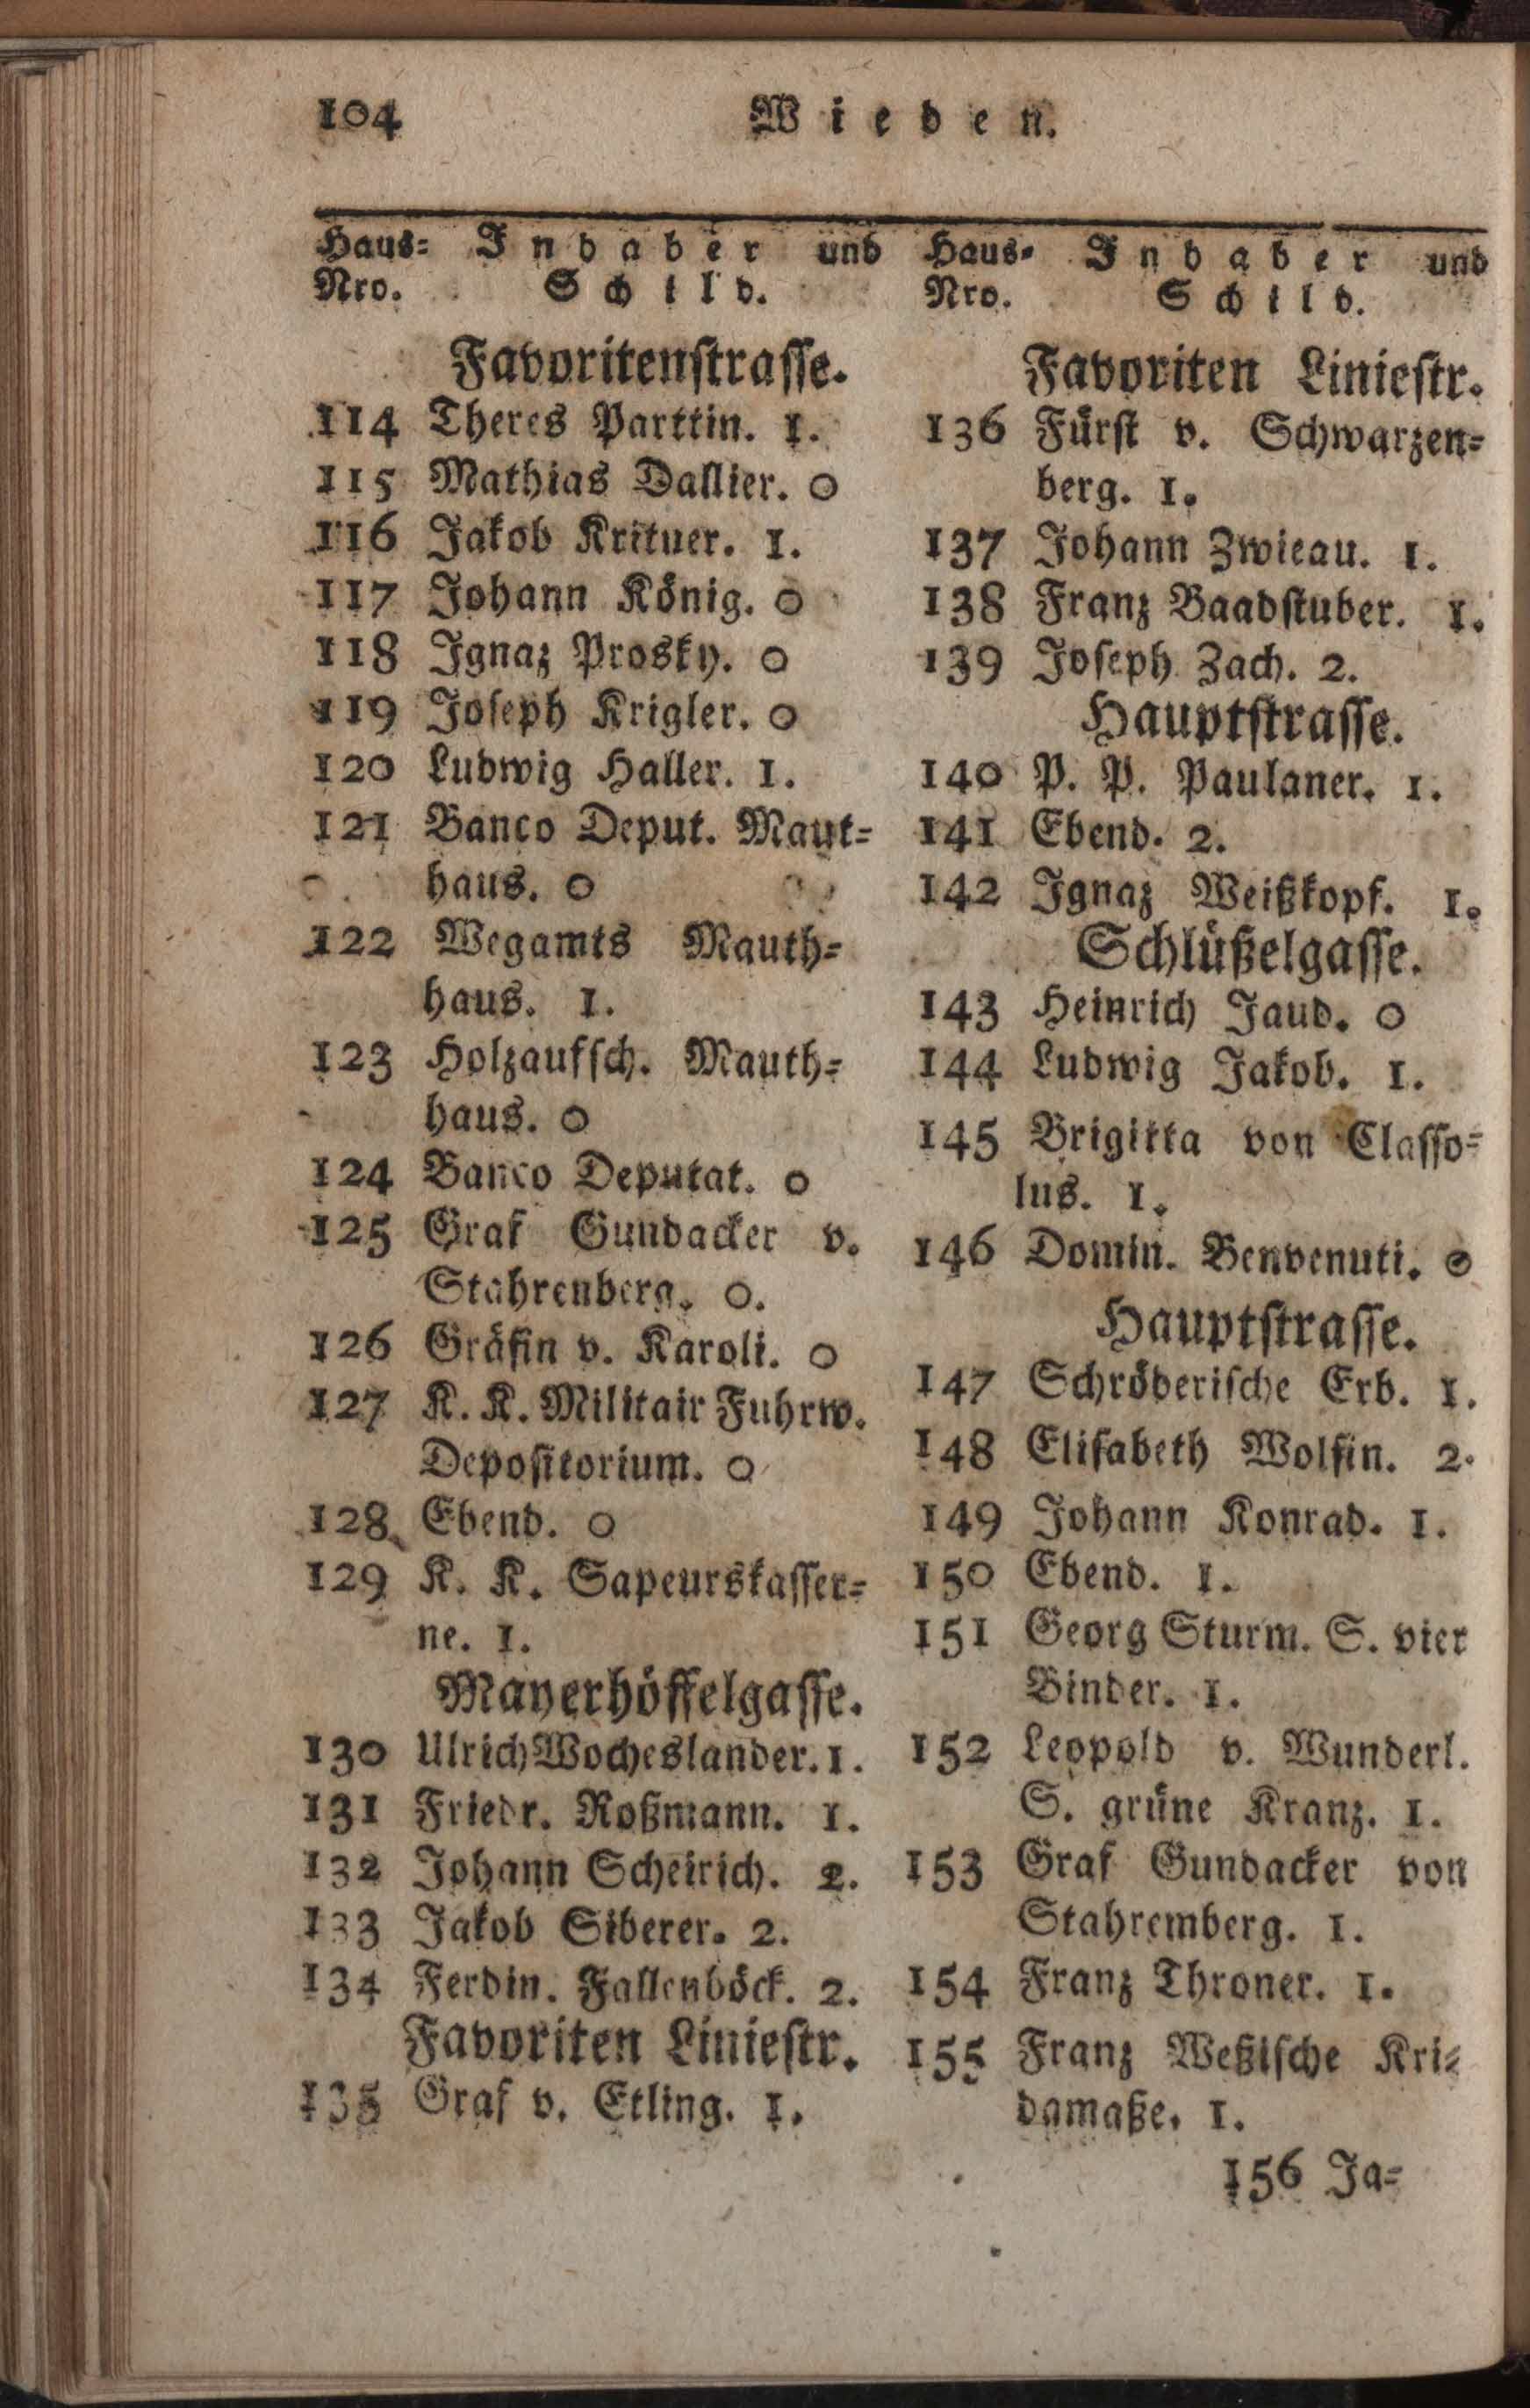 104
Wieden.
Haus= Inhaber und
Nro. Schild.
Favoritenstrasse.
114 Theres Parttin. 1.
115 Mathias Dallier. o
116 Jakob Krituer. 1.
117 Johann König. o
118 Ignaz Prosky. o
119 Joseph Krigler. o
120 Ludwig Haller. 1.
121 Banco Deput. Maut=
haus. o
122 Wegamts Mauth=
haus. 1.
123 Holzaufsch. Mauth=
haus. o
124 Banco Deputat. o
125 Graf Gundacker v.
Stahrenberg. o.
126 Gräfin v. Karoli. o
127 K. K. Militair Fuhrw.
Depositorium. o
128 Ebend. o
129 K. K. Sapeurskasser=
ne. 1.
Mayerhöffelgasse.
130 Ulrich Wocheslander. 1.
131 Friedr. Roßmann. 1.
132 Johann Scheirich. 2.
133 Jakob Siberer. 2.
134 Ferdin. Fallenböck. 2.
Favoriten Liniestr.
135 Graf v. Etling. 1.
Haus= Inhaber und
Nro. Schild.
Favoriten Liniestr.
136 Fürst v. Schwarzen=
berg. 1.
137 Johann Zwieau. 1.
138 Franz Baadstuber. 1.
139 Joseph Zach. 2.
Hauptstrasse.
140 P. P. Paulaner. 1.
141 Ebend. 2.
142 Ignaz Weißkopf. 1.
Schlüßelgasse.
143 Heinrich Jaud. o
144 Ludwig Jakob. 1.
145 Brigitta von Classo=
lus. 1.
146 Domin. Benvenuti. o
Hauptstrasse.
147 Schröderische Erb. 1.
148 Elisabeth Wolfin. 2.
149 Johann Konrad. 1.
150 Ebend. 1.
151 Georg Sturm. S. vier
Binder. 1.
152 Leopold v. Wunderl.
S. grüne Kranz. 1.
153 Graf Gundacker von
Stahremberg. 1.
154 Franz Throner. 1.
155 Franz Weßische Kri=
damaße. 1.
156 Ja=